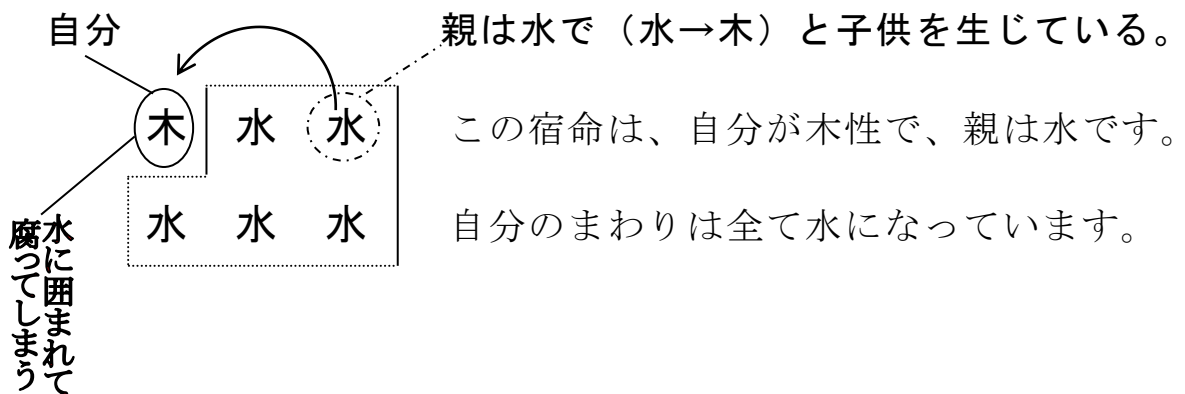 自分
親は水で（水→木）と子供を生じている。
木 水 水
この宿命は、自分が木性で、親は水です。
水 水 水
自分のまわりは全て水になっています。
水に囲まれて
腐ってしまう